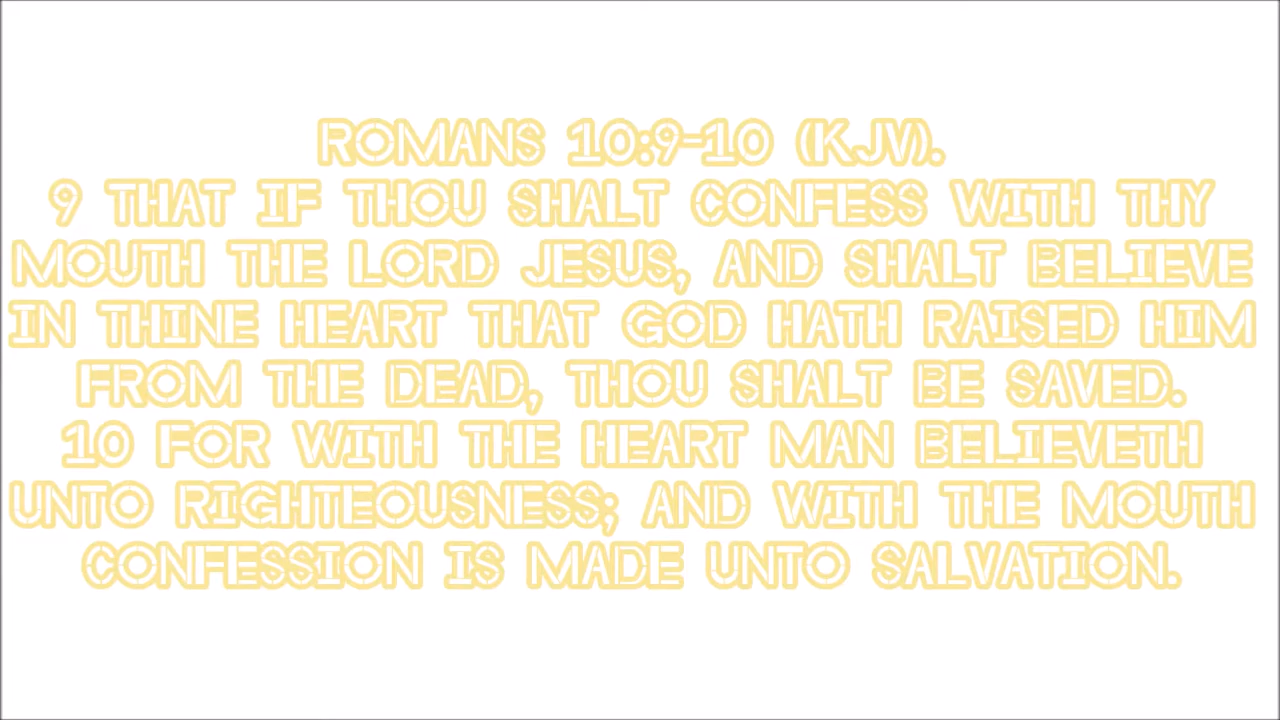 ROMANS 10:9-10 (KJV).
9 THAT IF THOU SHALT CONFESS WITH THY
MOUTH THE LORD JESUS, AND SHALT BELIEVE
IN THINE HEART THAT GOD HATH RAISED HIM
FROM THE DEAD, THOU SHALT BE SAVED.
10 FOR WITH THE HEART MAN BELIEVETH
UNTO RIGHTEOUSNESS; AND WITH THE MOUTH
CONFESSION IS MADE UNTO SALVATION.